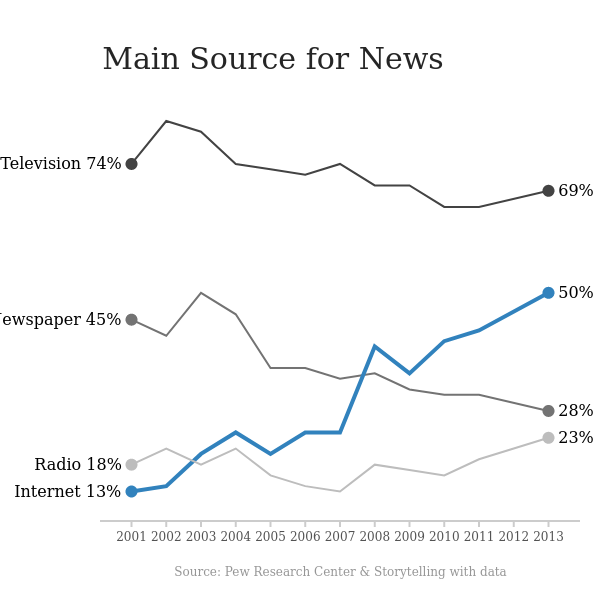 Main Source for News
Television 74%
69%
50%
ewspaper 45%
28%
23%
Radio 18%
Internet 13%
2001 2002 2003 2004 2005 2006 2007 2008 2009 2010 2011 2012 2013
Source: Pew Research Center & Storytelling with data